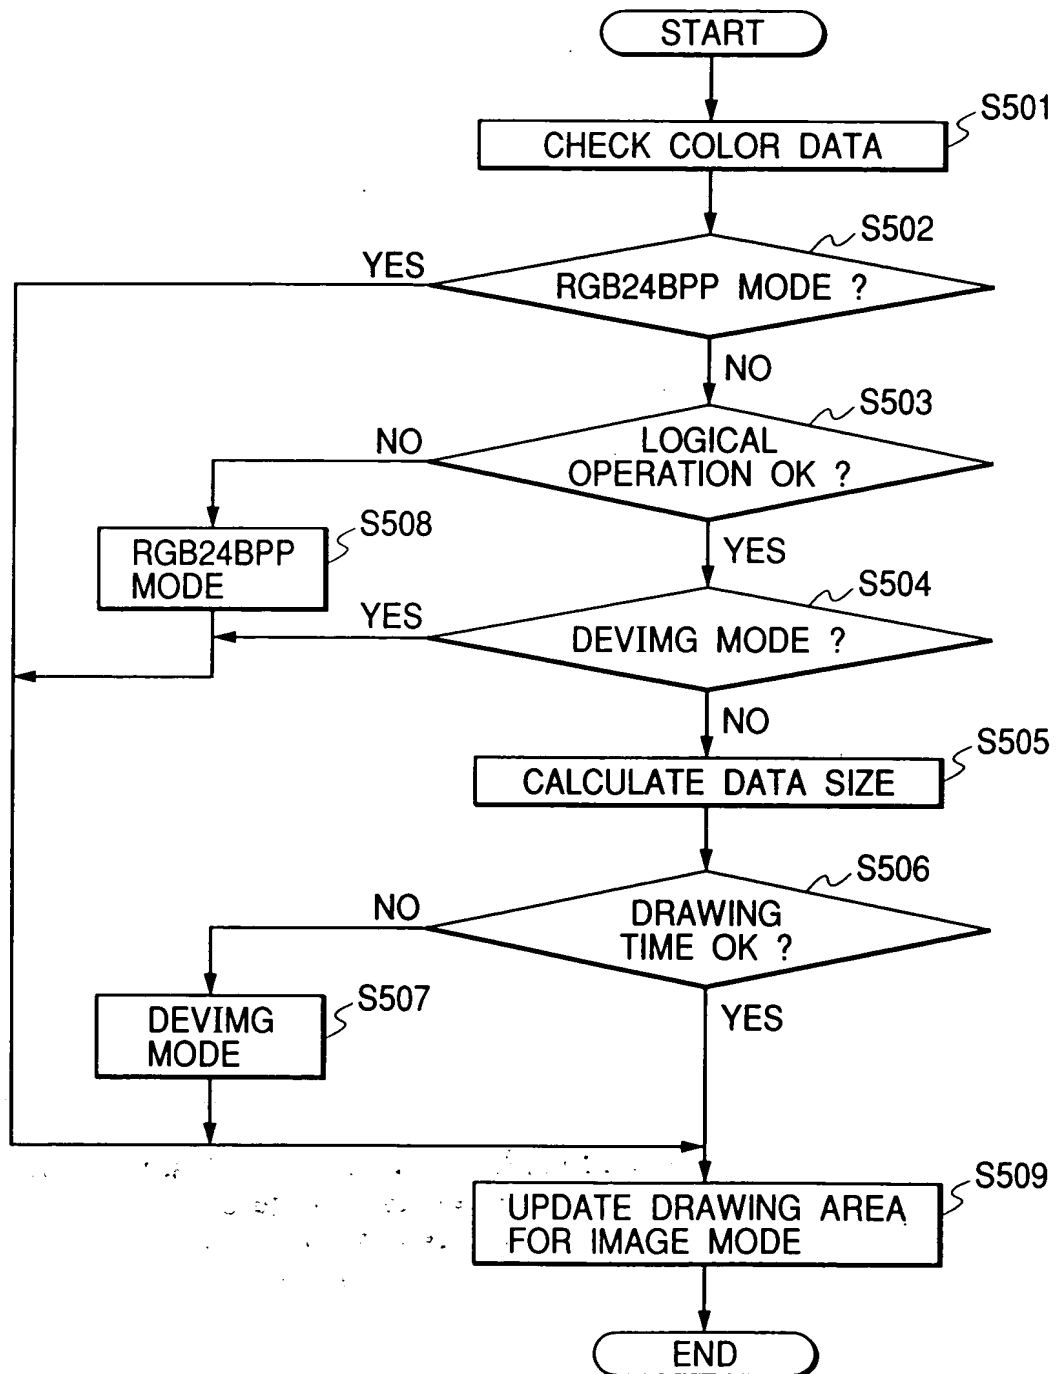 START
S501
CHECK COLOR DATA
S502
YES
RGB24BPP MODE ?
NO
S503
NO
LOGICAL
OPERATION OK ?
S508
YES
RGB24BPP
MODE
S504
YES
DEVIMG MODE ?
NO
S505
CALCULATE DATA SIZE
S506
NO
DRAWING
TIME OK ?
S507
YES
DEVIMG
MODE
S509
UPDATE DRAWING AREA
FOR IMAGE MODE
END